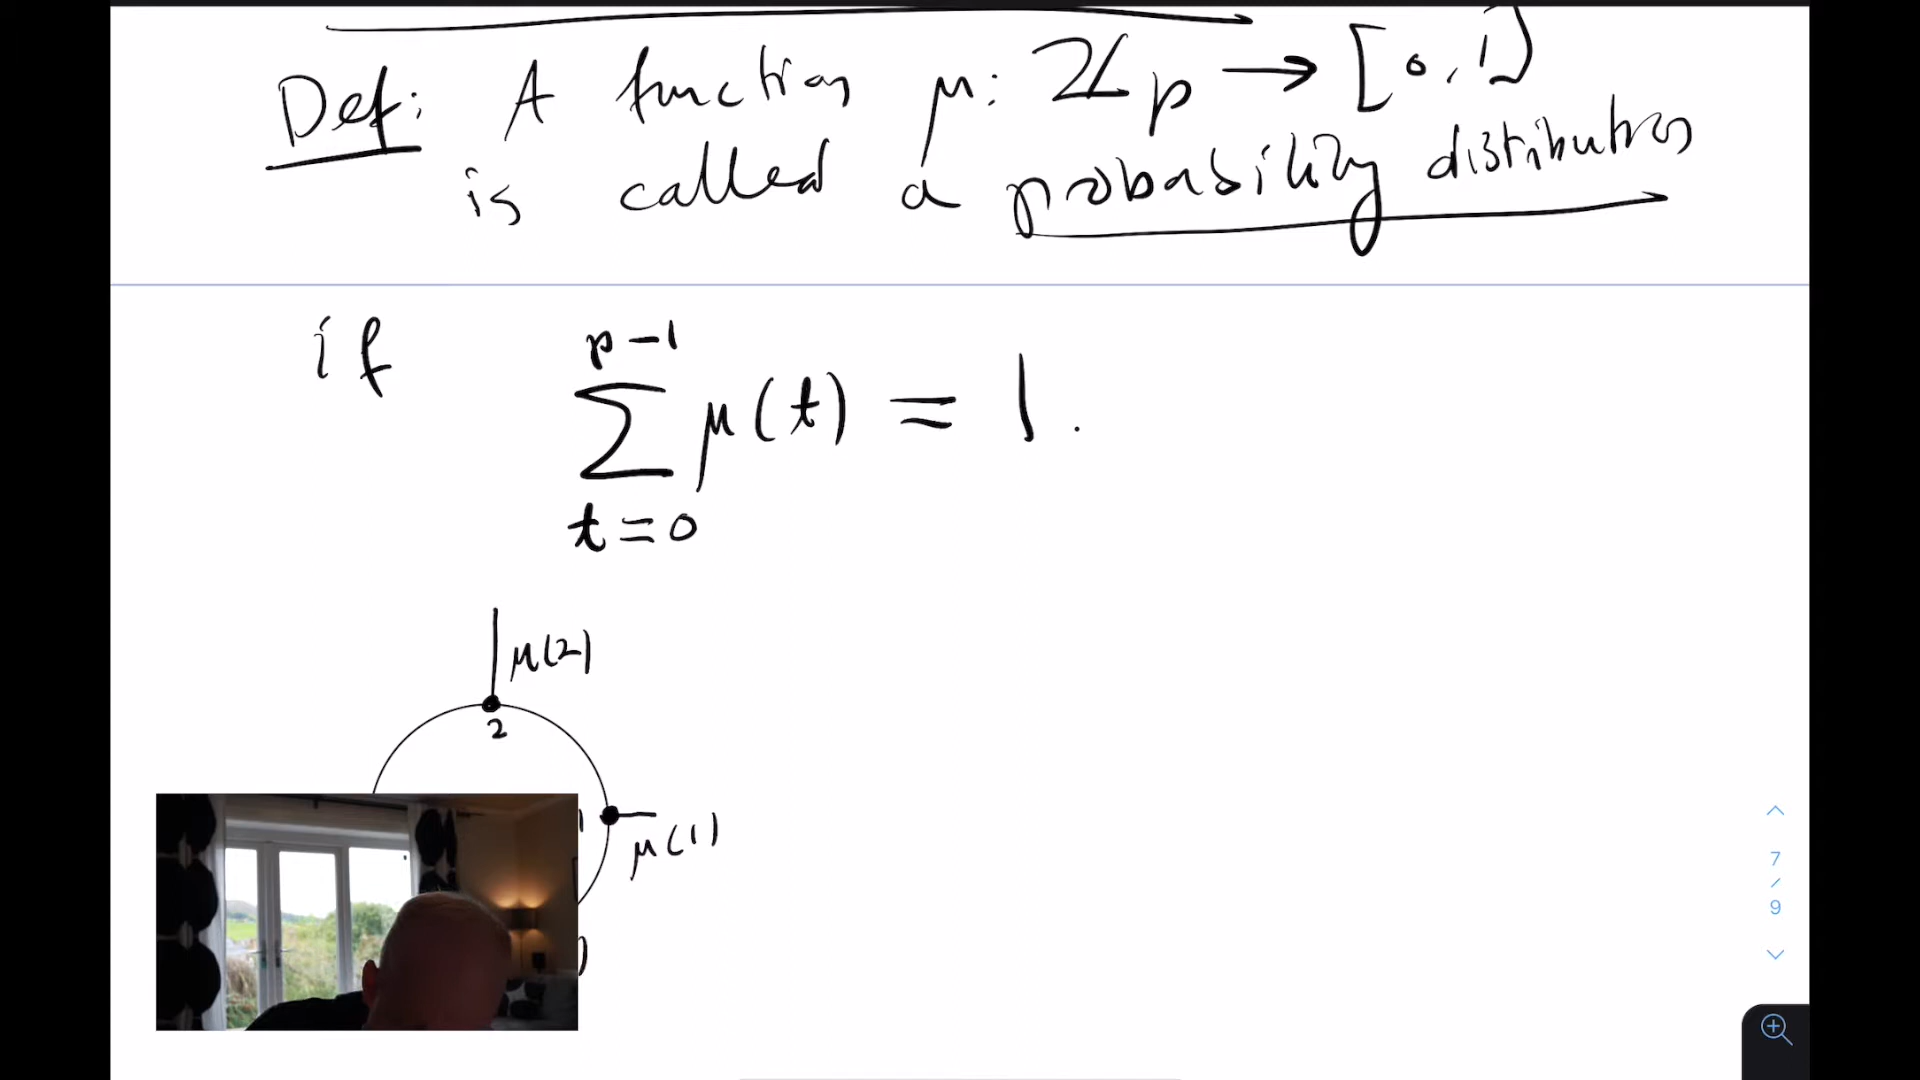 Def: A function μ: ℤp → [0,1]
is called a probability distribution
if
p-1
∑ μ(t) = 1.
t=0
μ(2)
2
μ(1)
7
/
9